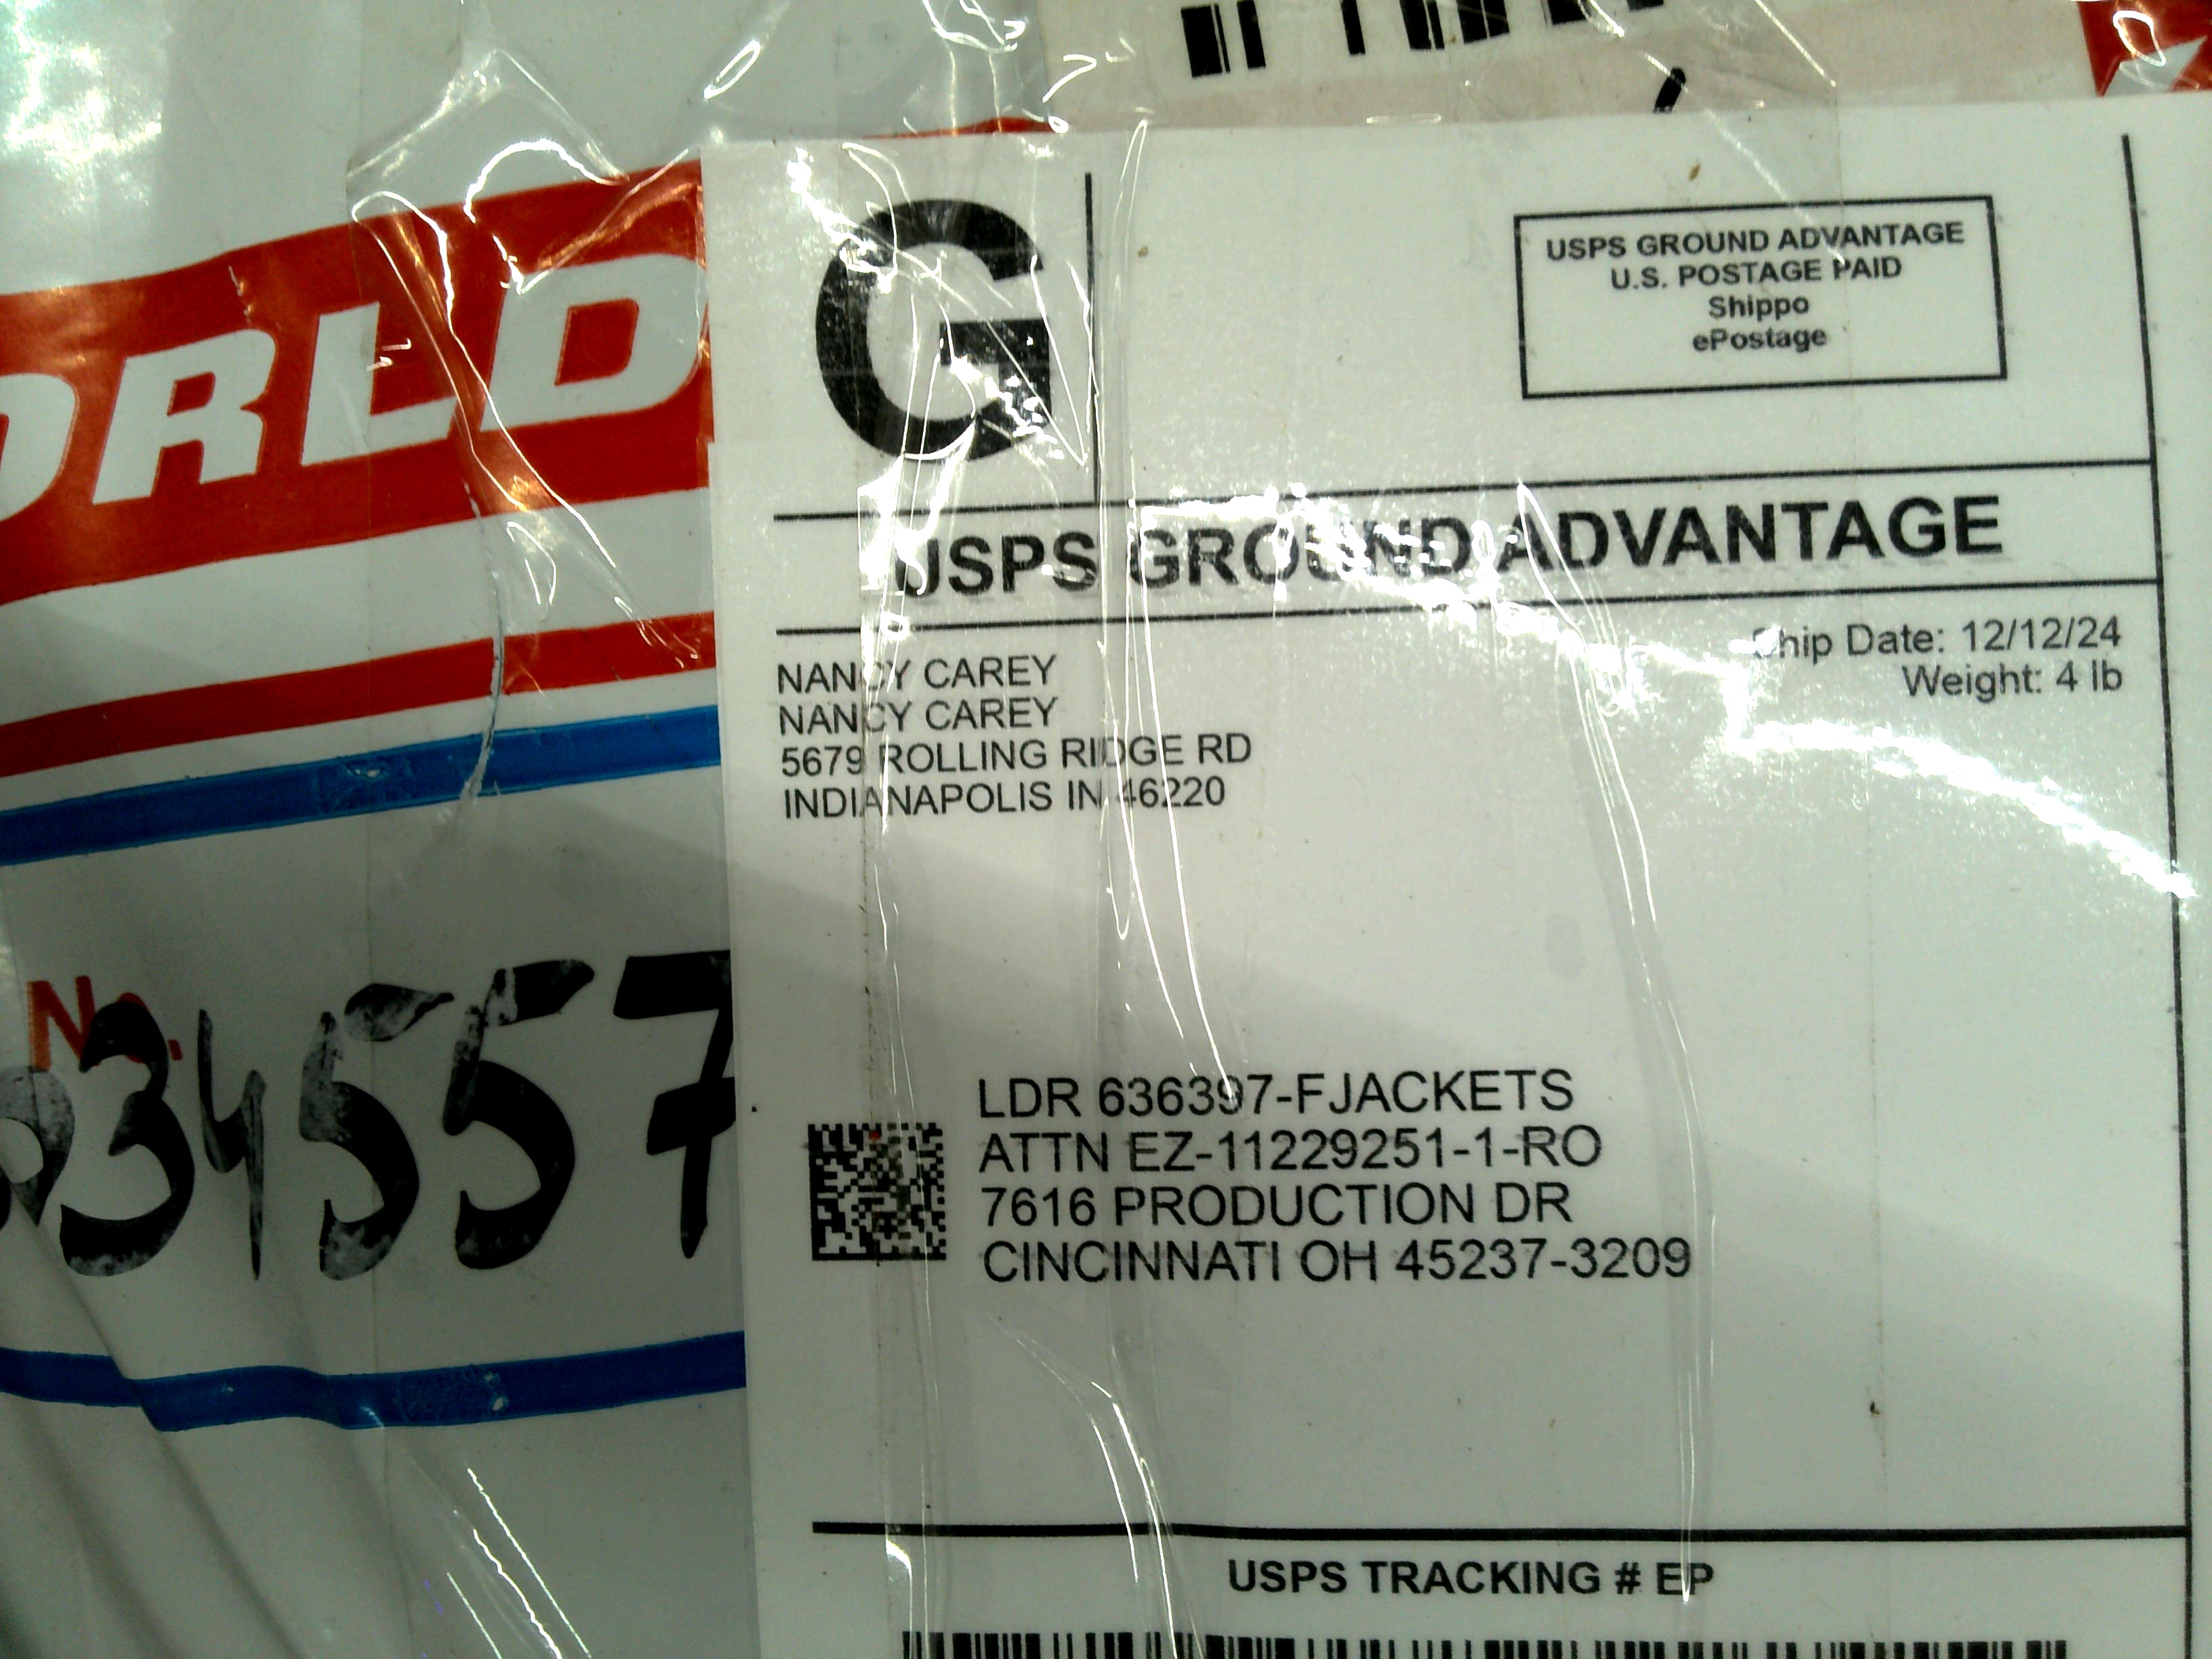 ORLD
No.
34557
G
USPS GROUND ADVANTAGE
U.S. POSTAGE PAID
Shippo
ePostage
USPS GROUND ADVANTAGE
Ship Date: 12/12/24
Weight: 4 lb
NANCY CAREY
NANCY CAREY
5679 ROLLING RIDGE RD
INDIANAPOLIS IN 46220
LDR 636397-FJACKETS
ATTN EZ-11229251-1-RO
7616 PRODUCTION DR
CINCINNATI OH 45237-3209
USPS TRACKING # EP